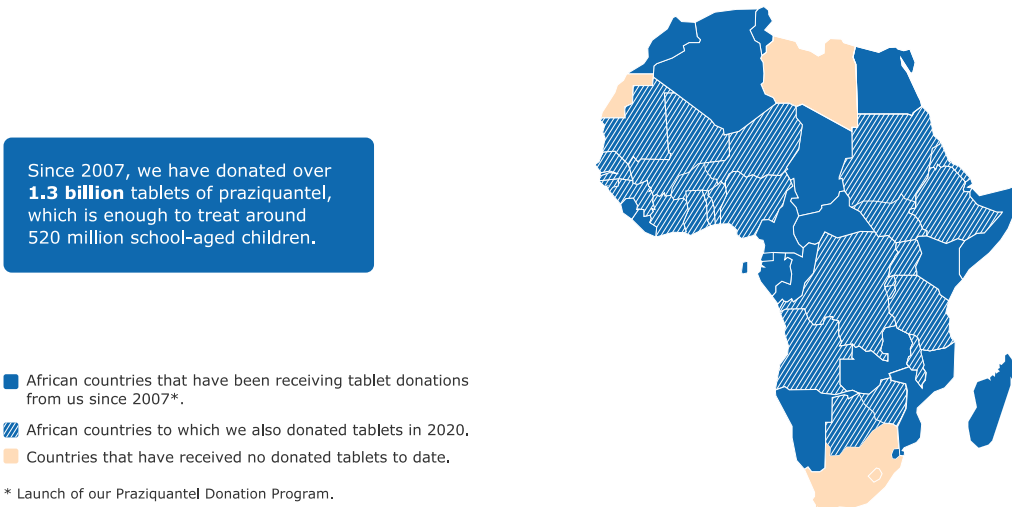 Since 2007, we have donated over
1.3 billion tablets of praziquantel,
which is enough to treat around
520 million school-aged children.
African countries that have been receiving tablet donations
from us since 2007*.
African countries to which we also donated tablets in 2020.
Countries that have received no donated tablets to date.
* Launch of our Praziquantel Donation Program.